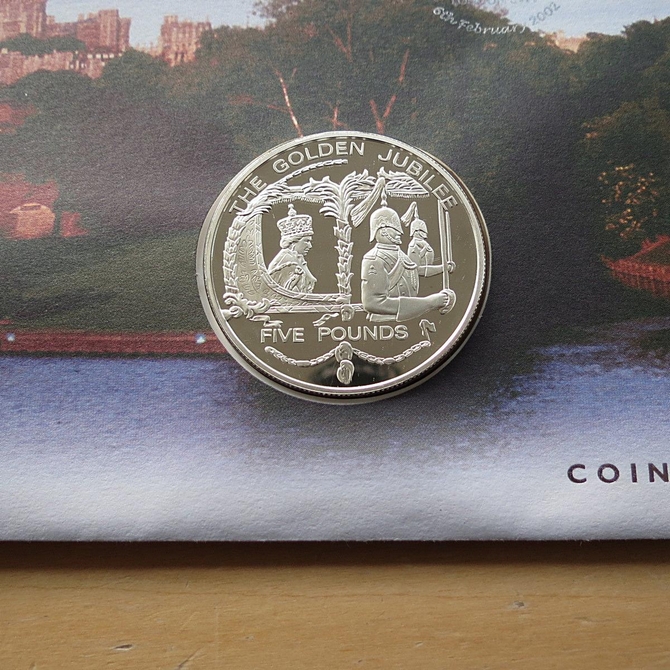 6th February 2002
THE GOLDEN JUBILEE
FIVE POUNDS
COIN